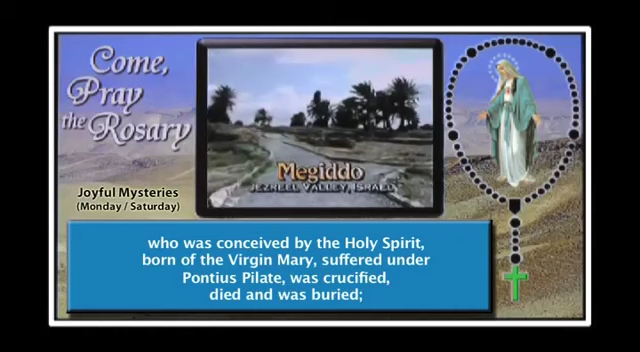 Come,
Pray
the Rosary
Joyful Mysteries
(Monday / Saturday)
Megiddo
JEZREEL VALLEY, ISRAEL
who was conceived by the Holy Spirit,
born of the Virgin Mary, suffered under
Pontius Pilate, was crucified,
died and was buried;